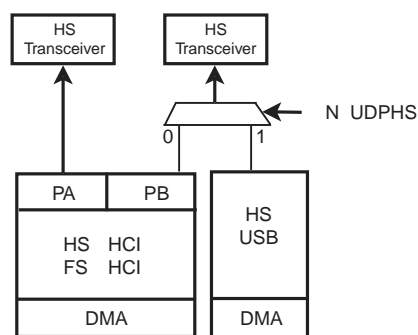 HS
Transceiver
HS
Transceiver
N UDPHS
0
1
PA
PB
HS HCI
FS HCI
HS
USB
DMA
DMA